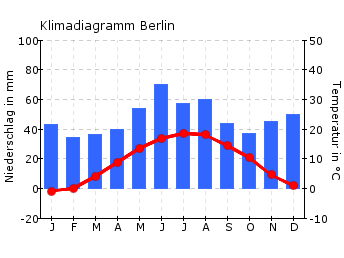 Klimadiagramm Berlin
100 50
80 40
60 30
40 20
20 10
0 0
-20 -10
J F M A M J J A S O N D
Niederschlag in mm
Temperatur in °C